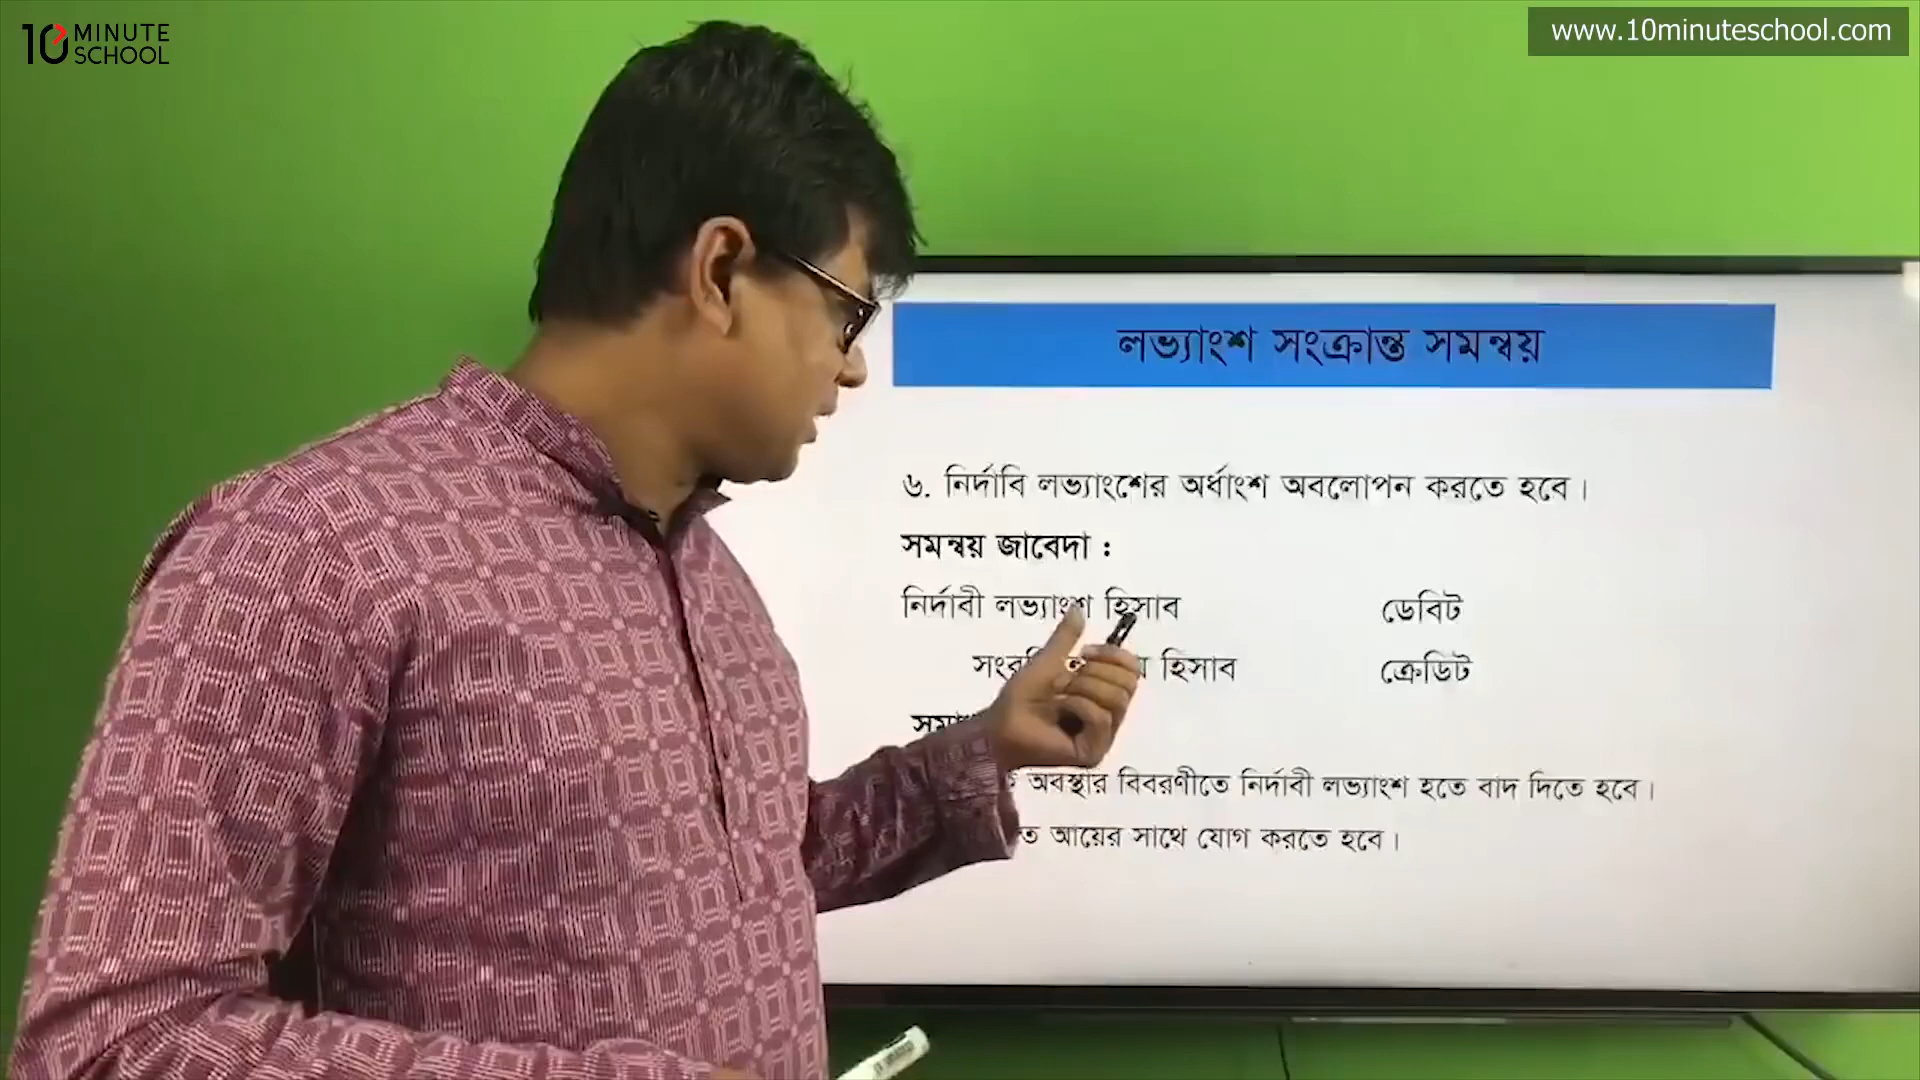 10 MINUTE SCHOOL
www.10minuteschool.com
লভ্যাংশ সংক্রান্ত সমন্বয়
৬. নির্দাবি লভ্যাংশের অর্ধাংশ অবলোপন করতে হবে।
সমন্বয় জাবেদা :
নির্দাবী লভ্যাংশ হিসাব ডেবিট
হিসাব ক্রেডিট
অবস্থার বিবরণীতে নির্দাবী লভ্যাংশ হতে বাদ দিতে হবে।
আয়ের সাথে যোগ করতে হবে।